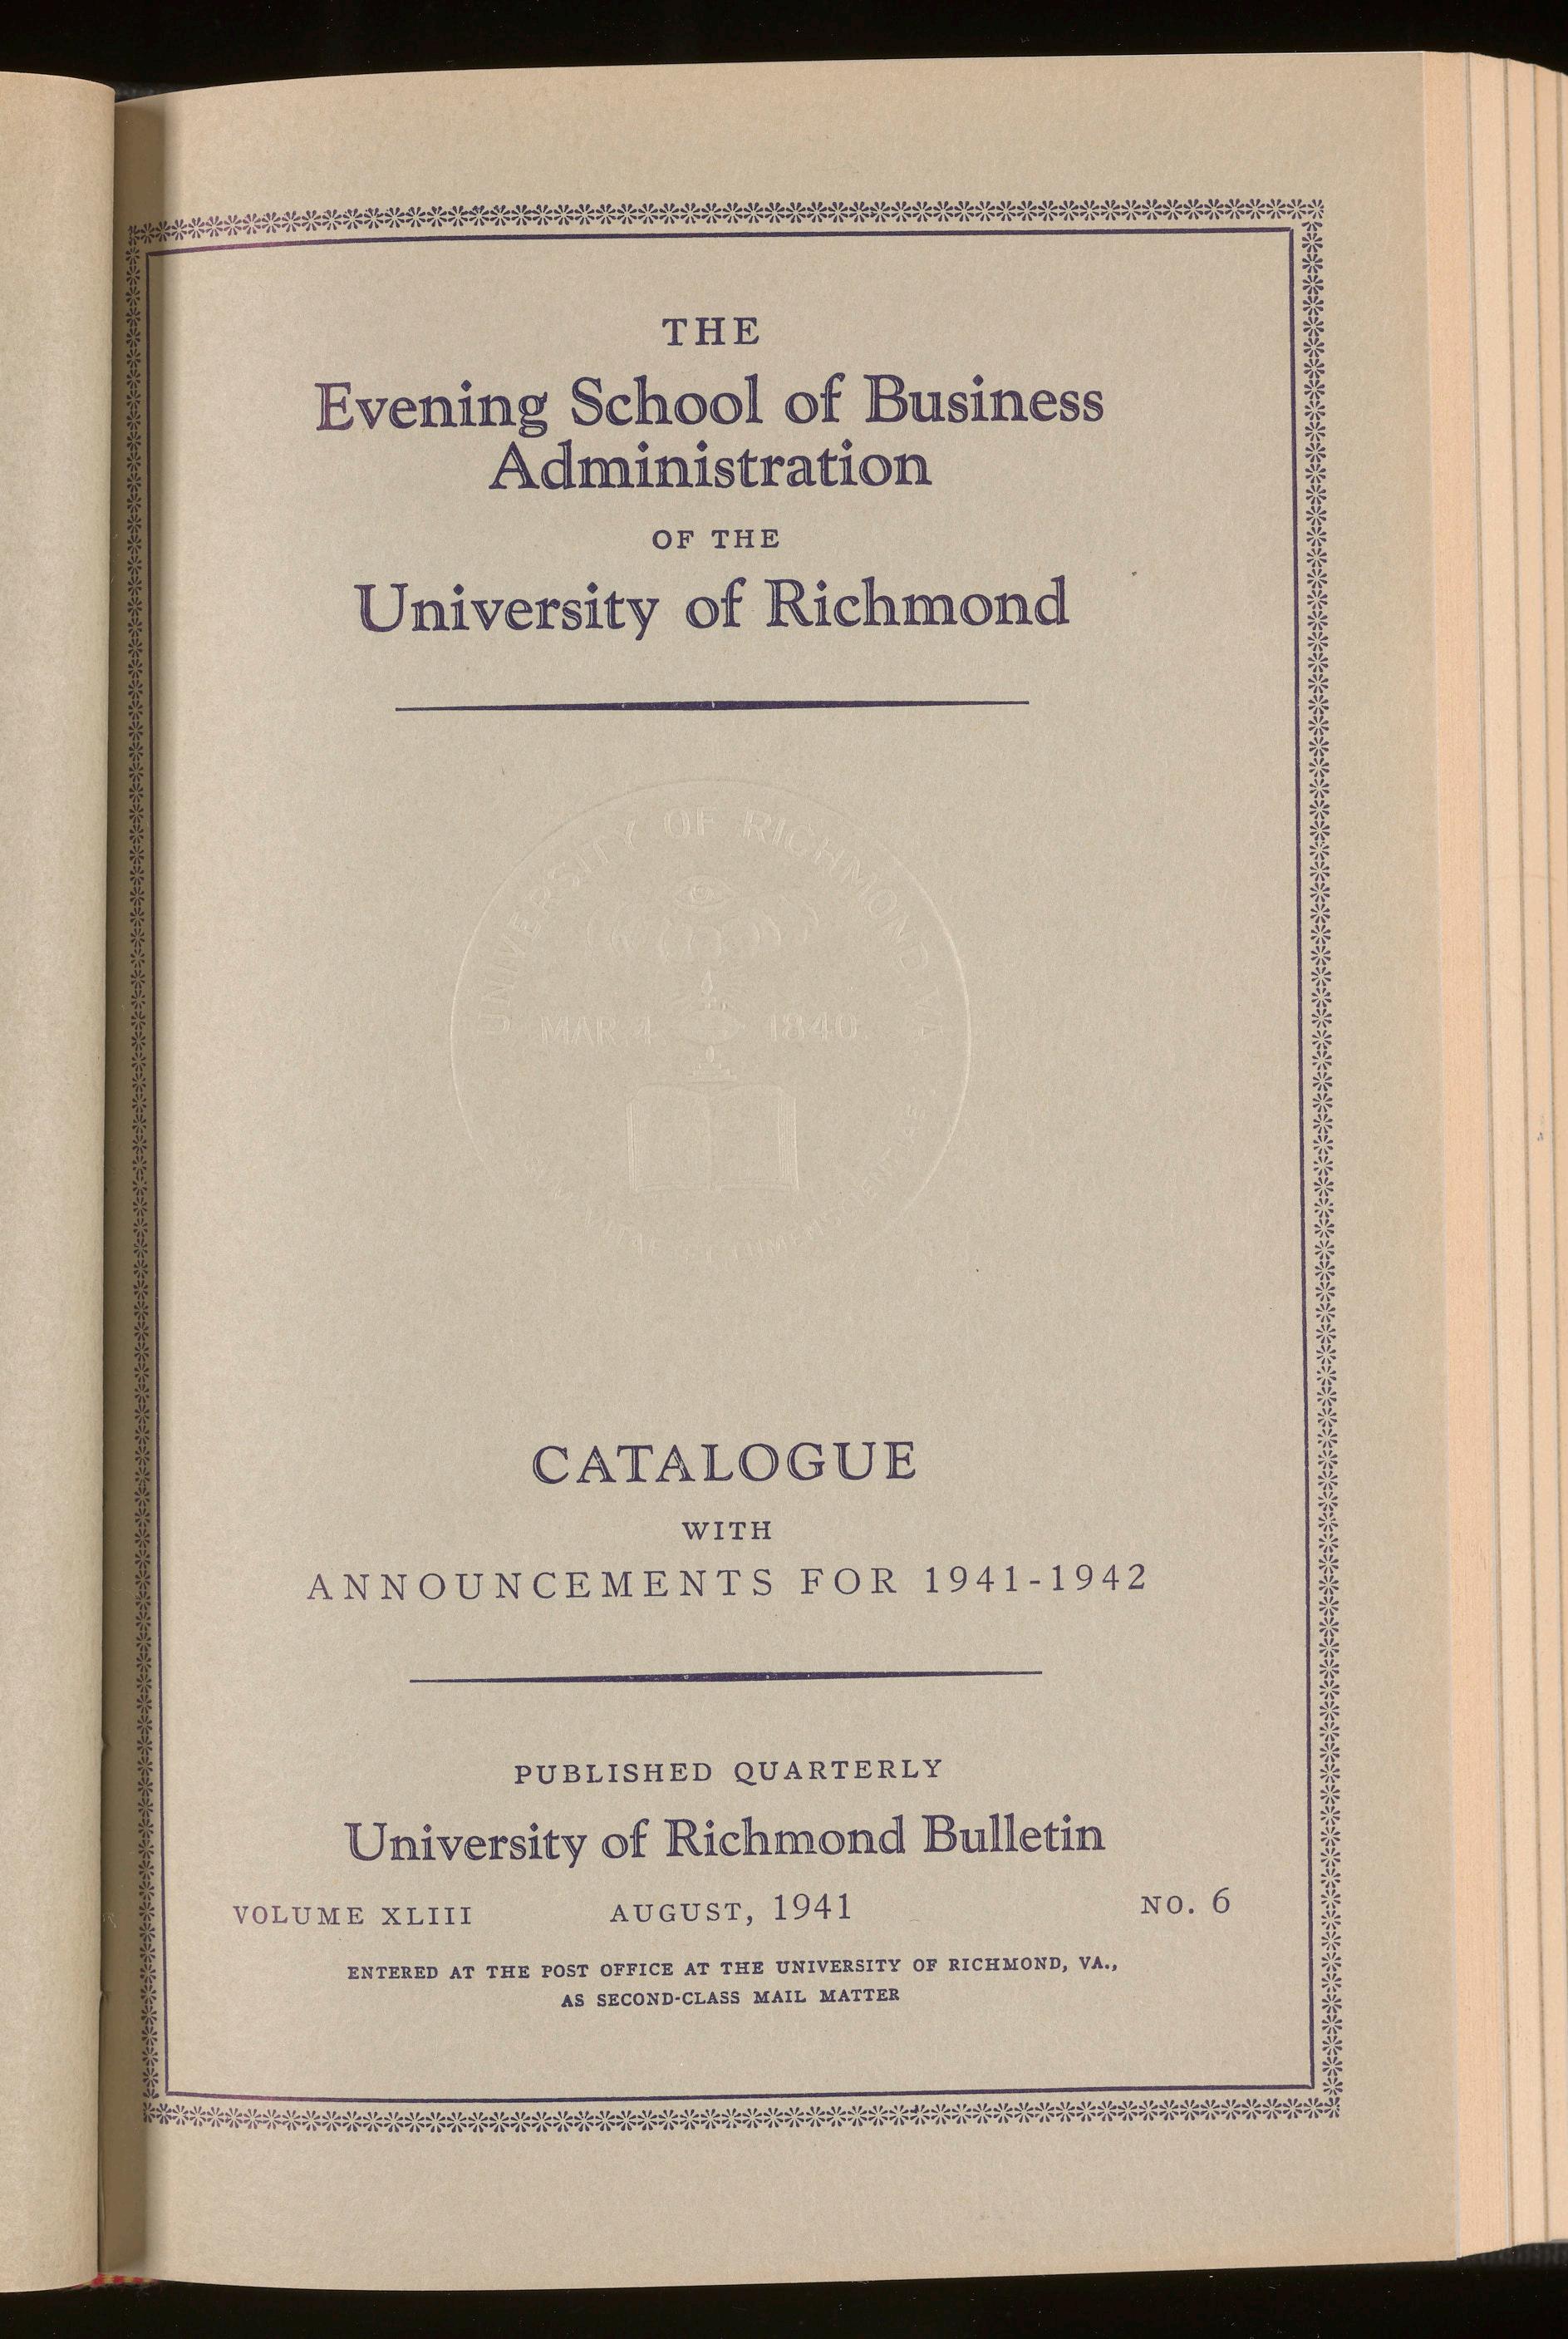 THE
Evening School of Business
Administration
OF THE
University of Richmond
UNIVERSITY OF RICHMOND VA
MAR 4 1840
CATALOGUE
WITH
ANNOUNCEMENTS FOR 1941-1942
PUBLISHED QUARTERLY
University of Richmond Bulletin
VOLUME XLIII AUGUST, 1941 NO. 6
ENTERED AT THE POST OFFICE AT THE UNIVERSITY OF RICHMOND, VA.,
AS SECOND-CLASS MAIL MATTER